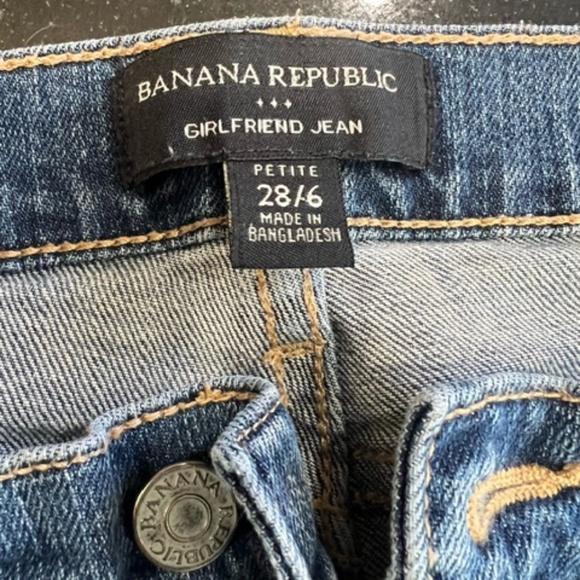 BANANA REPUBLIC
GIRLFRIEND JEAN
PETITE
28/6
MADE IN
BANGLADESH
BANANA
REPUBLIC